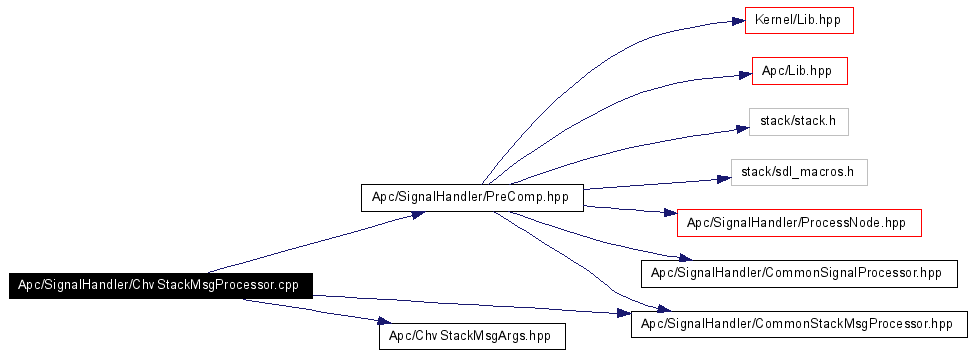 Kernel/Lib.hpp
Apc/Lib.hpp
stack/stack.h
stack/sdl_macros.h
Apc/SignalHandler/PreComp.hpp
Apc/SignalHandler/ProcessNode.hpp
Apc/SignalHandler/CommonSignalProcessor.hpp
Apc/SignalHandler/ChvStackMsgProcessor.cpp
Apc/SignalHandler/CommonStackMsgProcessor.hpp
Apc/ChvStackMsgArgs.hpp